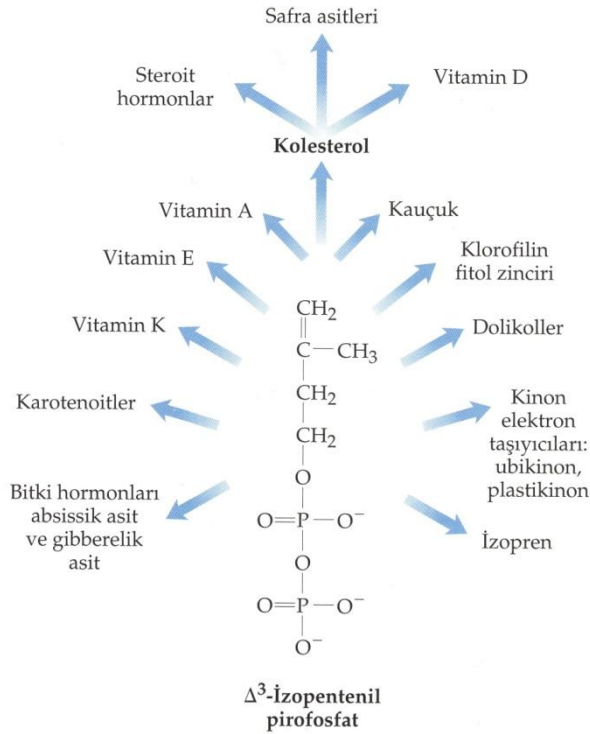 Safra asitleri
Steroit
hormonlar
Vitamin D
Kolesterol
Vitamin A
Kauçuk
Vitamin E
Klorofilin
fitol zinciri
Vitamin K
Dolikoller
Karotenoitler
Kinon
elektron
taşıyıcıları:
ubikinon,
plastikinon
Bitki hormonları
absissik asit
ve gibberelik
asit
İzopren
CH₂
C—CH₃
CH₂
CH₂
O
O=P—O⁻
O
O=P—O⁻
O⁻
Δ³-İzopentenil
pirofosfat